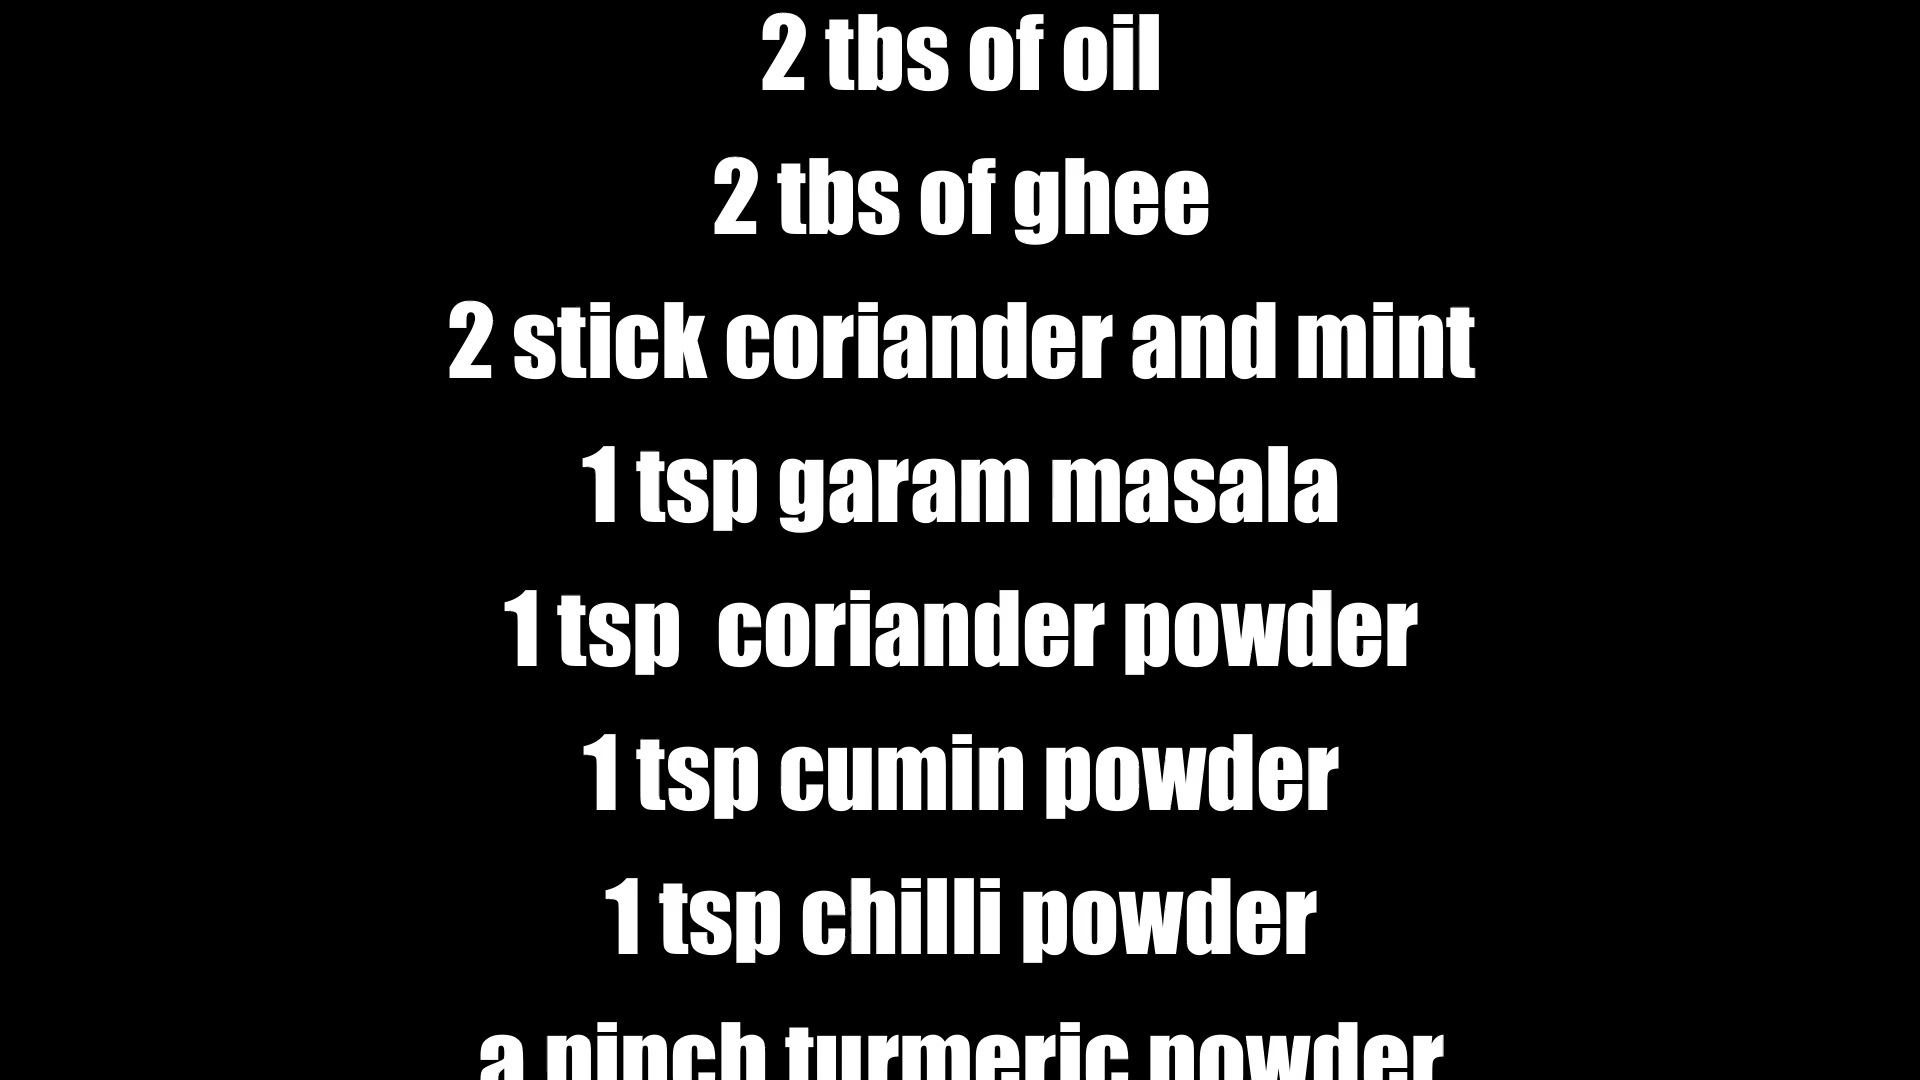 2 tbs of oil
2 tbs of ghee
2 stick coriander and mint
1 tsp garam masala
1 tsp  coriander powder
1 tsp cumin powder
1 tsp chilli powder
a pinch turmeric powder